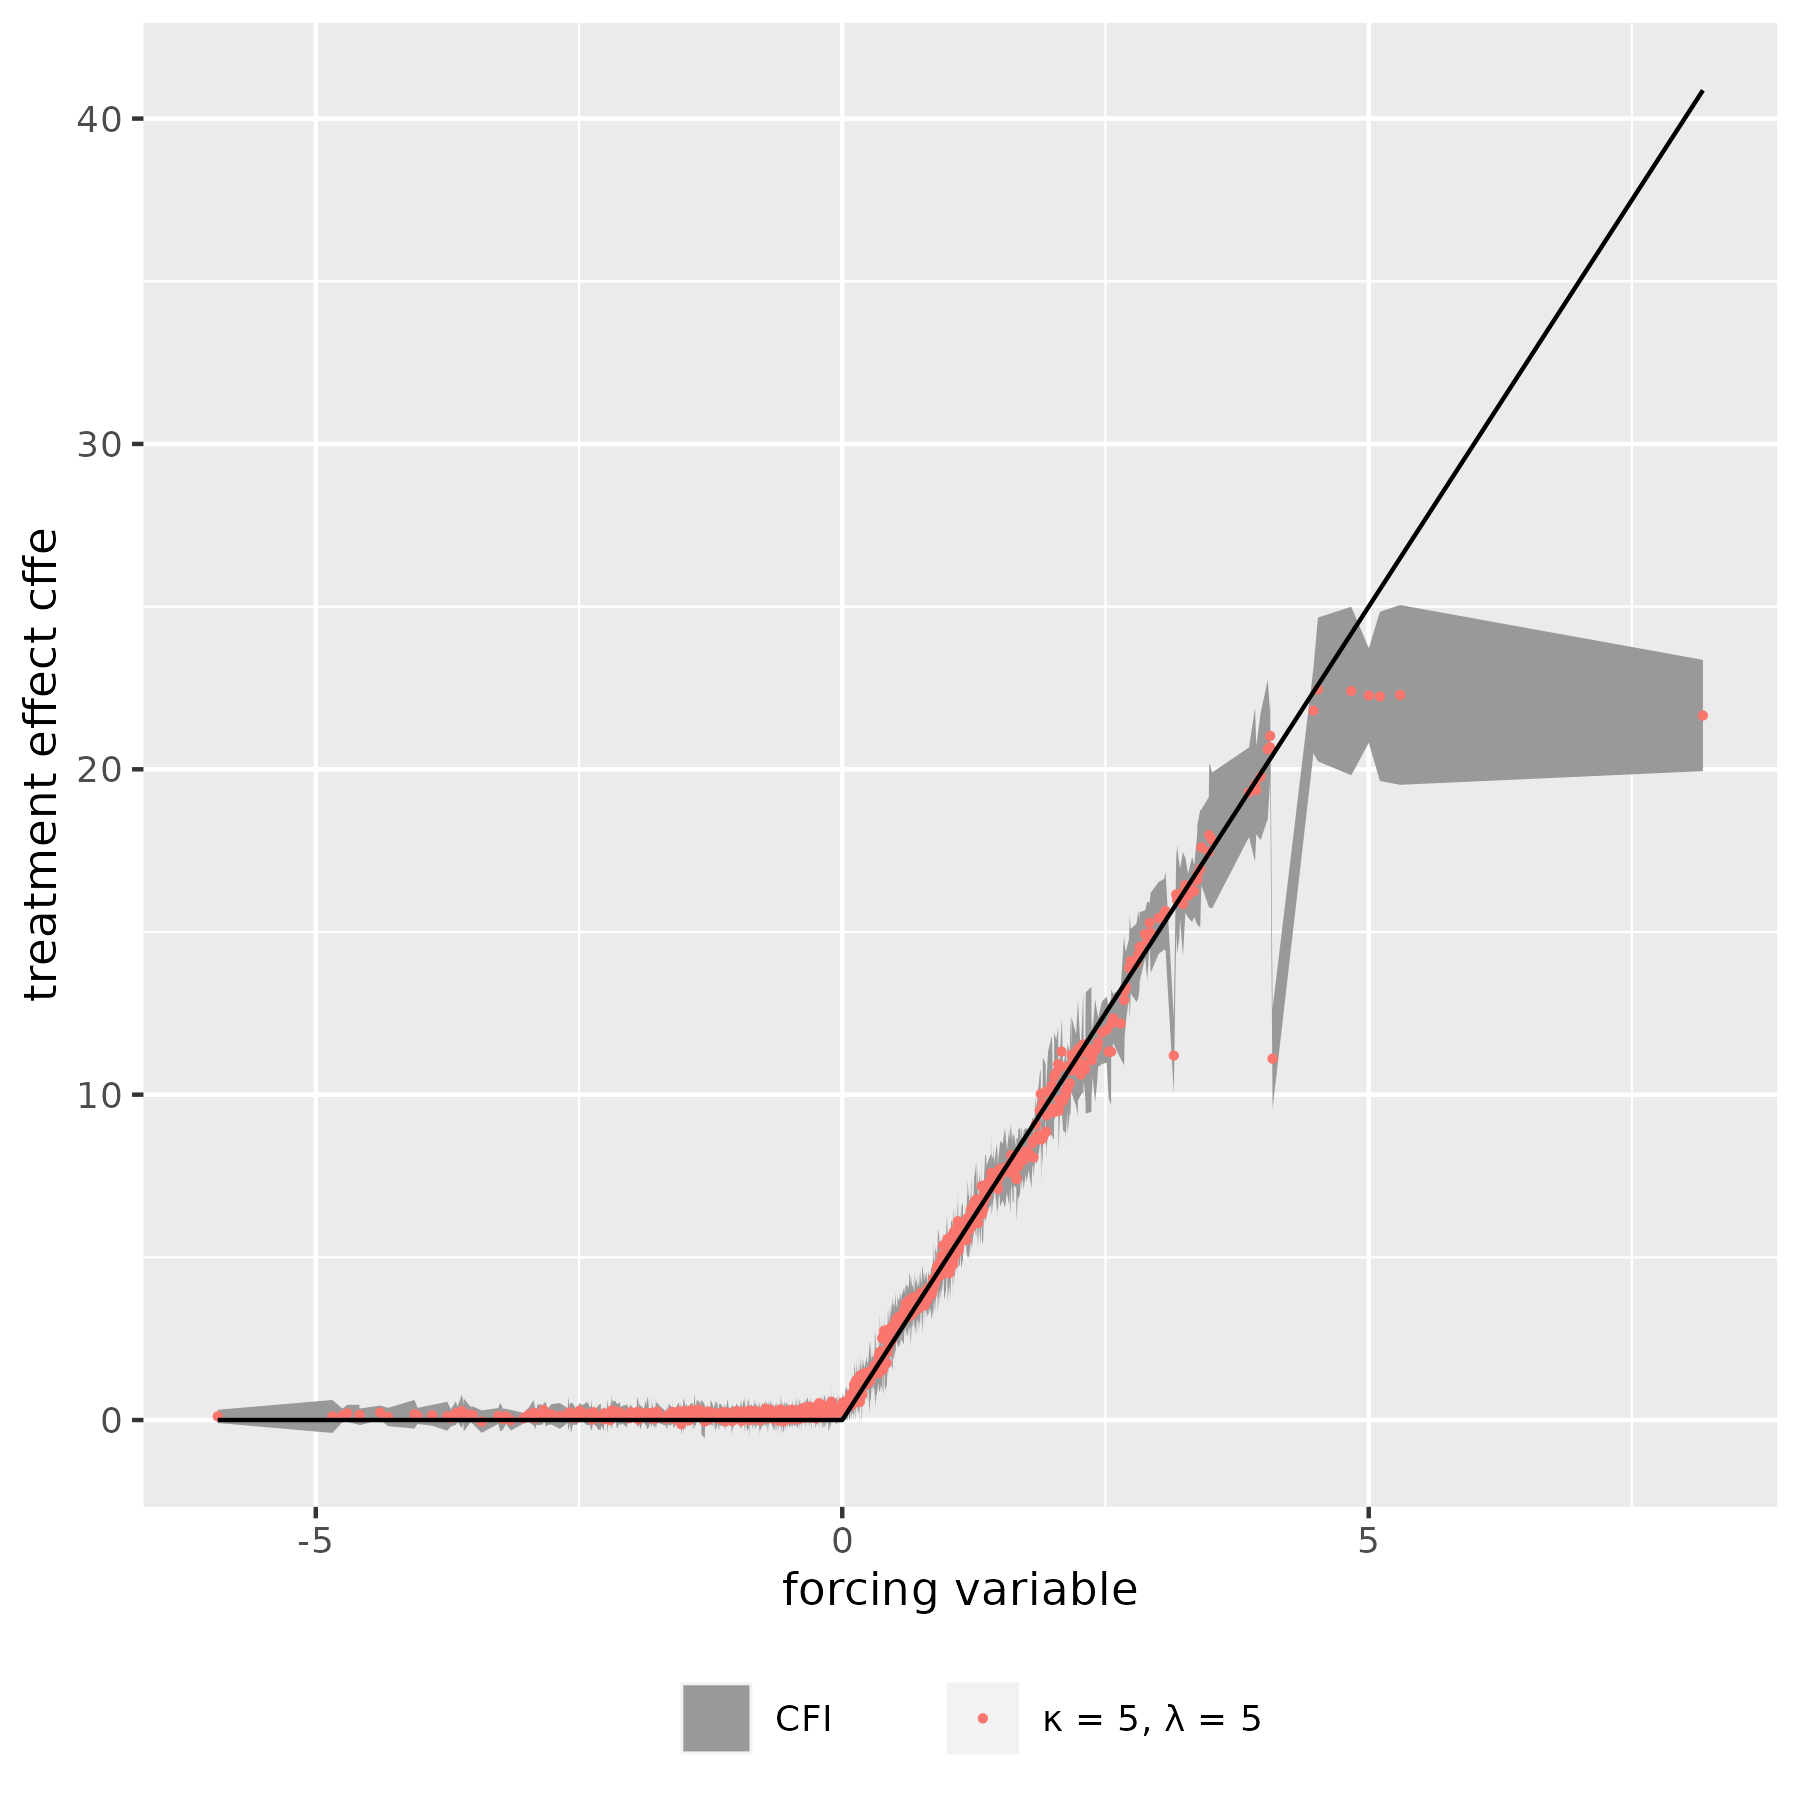 treatment effect cffe
40
30
20
10
0
-5 0 5
forcing variable
CFI κ = 5, λ = 5